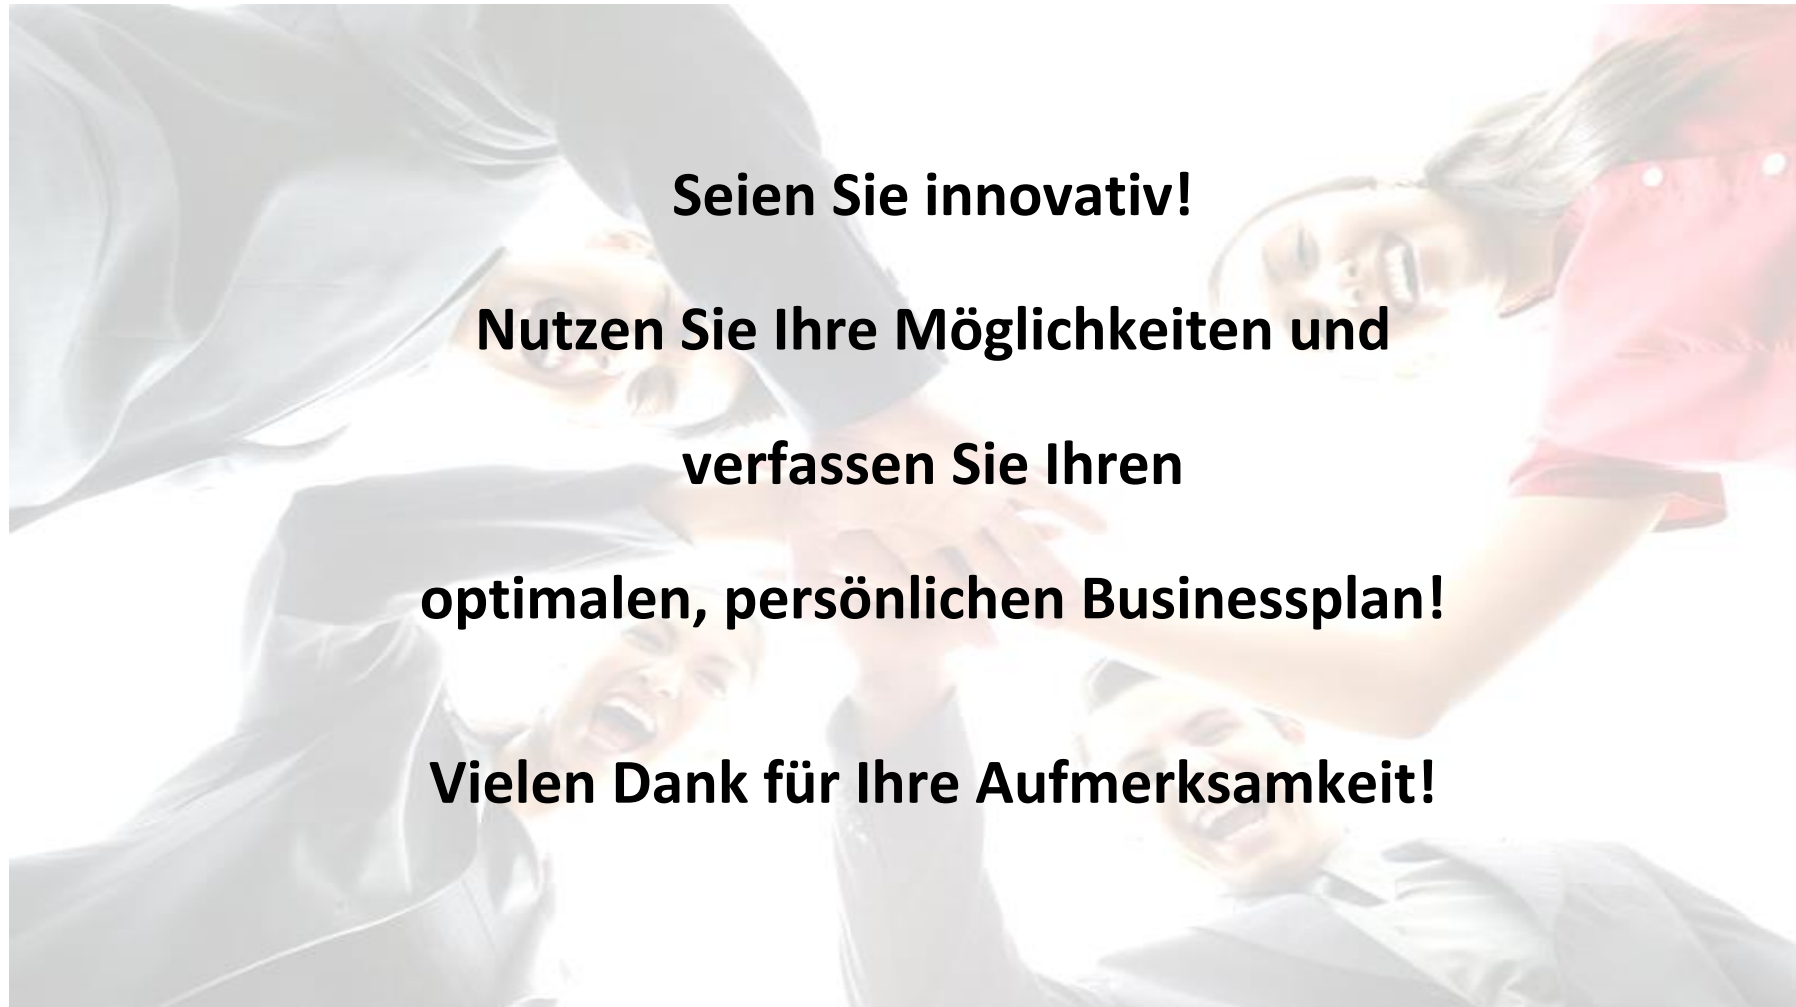 Seien Sie innovativ!
Nutzen Sie Ihre Möglichkeiten und
verfassen Sie Ihren
optimalen, persönlichen Businessplan!
Vielen Dank für Ihre Aufmerksamkeit!